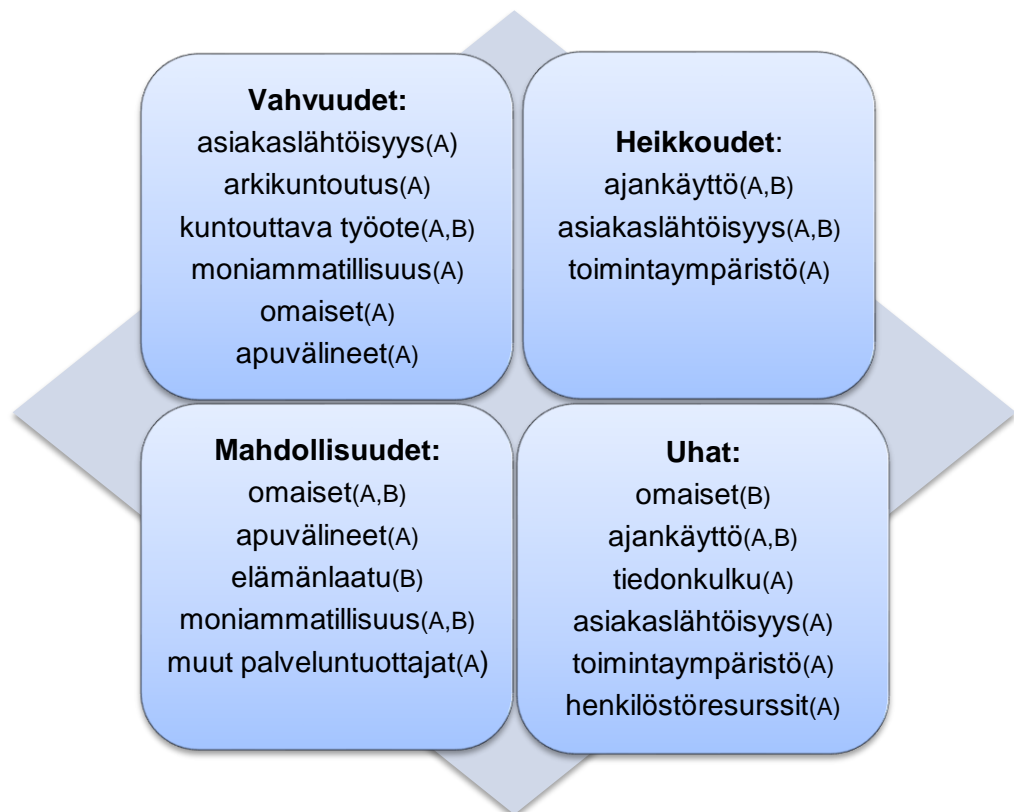 Vahvuudet:
asiakaslähtöisyys(A)
arkikuntoutus(A)
kuntouttava työote(A,B)
moniammatillisuus(A)
omaiset(A)
apuvälineet(A)
Heikkoudet:
ajankäyttö(A,B)
asiakaslähtöisyys(A,B)
toimintaympäristö(A)
Mahdollisuudet:
omaiset(A,B)
apuvälineet(A)
elämänlaatu(B)
moniammatillisuus(A,B)
muut palveluntuottajat(A)
Uhat:
omaiset(B)
ajankäyttö(A,B)
tiedonkulku(A)
asiakaslähtöisyys(A)
toimintaympäristö(A)
henkilöstöresurssit(A)